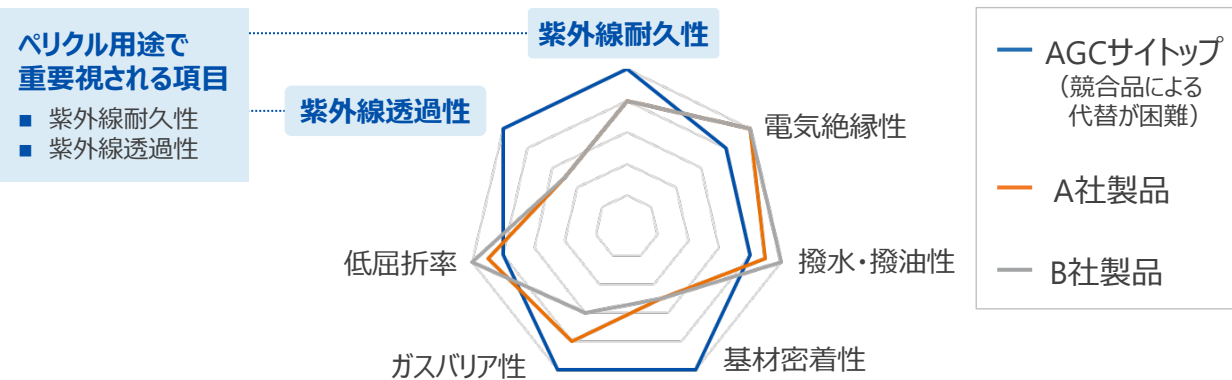 ペリクル用途で
重要視される項目
■ 紫外線耐久性
■ 紫外線透過性
紫外線耐久性
紫外線透過性
電気絶縁性
撥水・撥油性
基材密着性
ガスバリア性
低屈折率
AGCサイトップ
（競合品による
代替が困難）
A社製品
B社製品